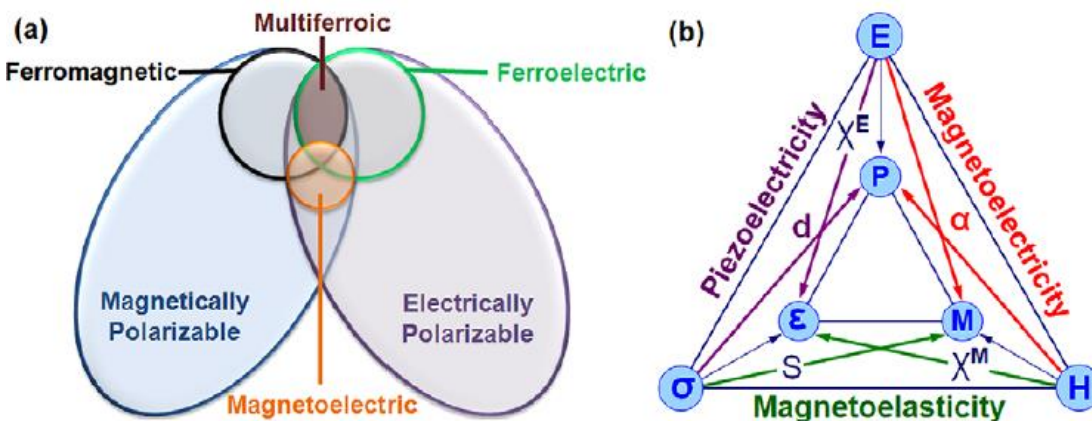 (a)
Multiferroic
Ferromagnetic
Ferroelectric
Magnetically
Polarizable
Electrically
Polarizable
Magnetoelectric
(b)
E
Piezoelectricity
Magnetoelectricity
χᴱ
P
d
α
ε
M
S
χᴹ
σ
H
Magnetoelasticity